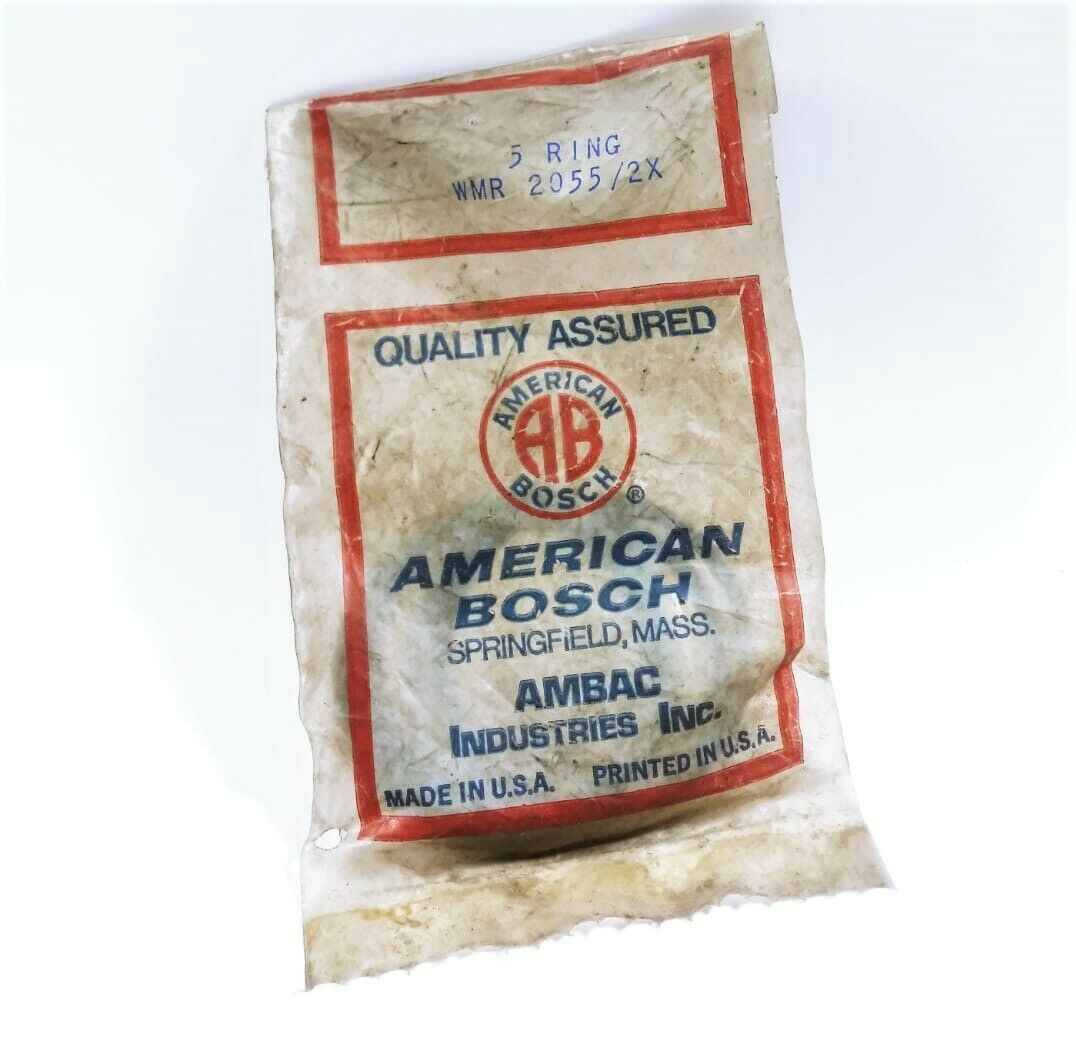 5 RING
WMR 2055/2X
QUALITY ASSURED
AMERICAN
AB
BOSCH
®
AMERICAN
BOSCH
SPRINGFIELD, MASS.
AMBAC
INDUSTRIES INC.
MADE IN U.S.A. PRINTED IN U.S.A.